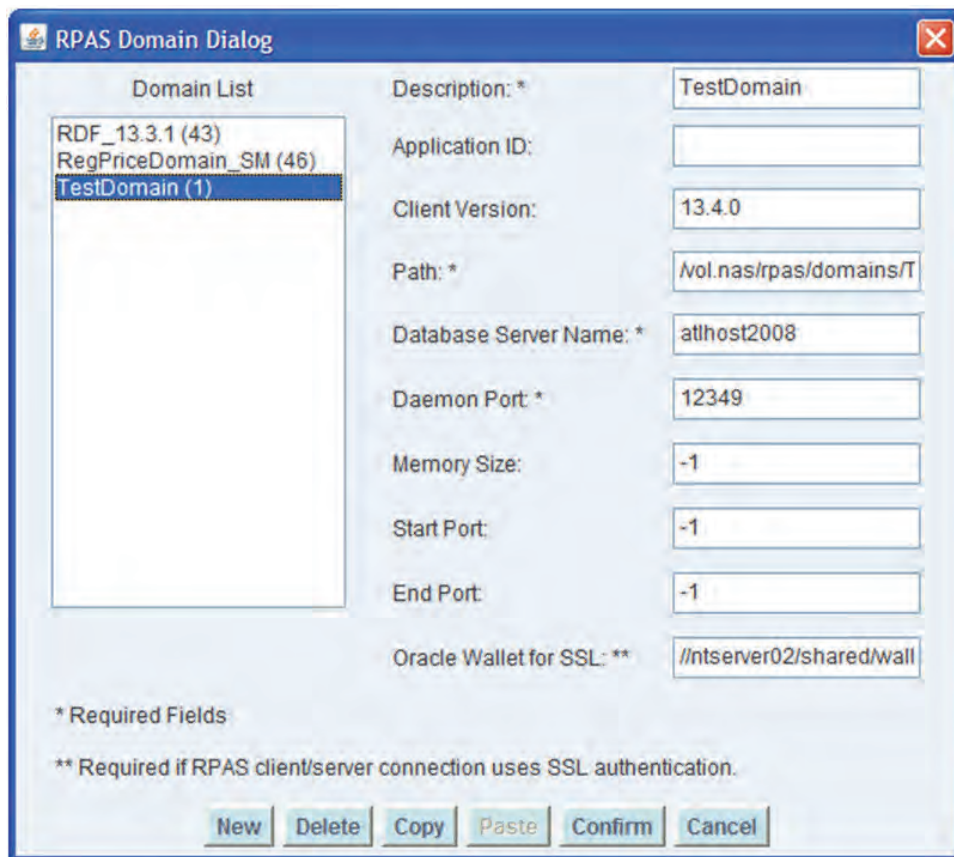 RPAS Domain Dialog
Domain List
RDF_13.3.1 (43)
RegPriceDomain_SM (46)
TestDomain (1)
Description: * TestDomain
Application ID:
Client Version: 13.4.0
Path: * /vol.nas/rpas/domains/T
Database Server Name: * atlhost2008
Daemon Port: * 12349
Memory Size: -1
Start Port: -1
End Port: -1
Oracle Wallet for SSL: ** //ntserver02/shared/wall
* Required Fields
** Required if RPAS client/server connection uses SSL authentication.
New Delete Copy Paste Confirm Cancel